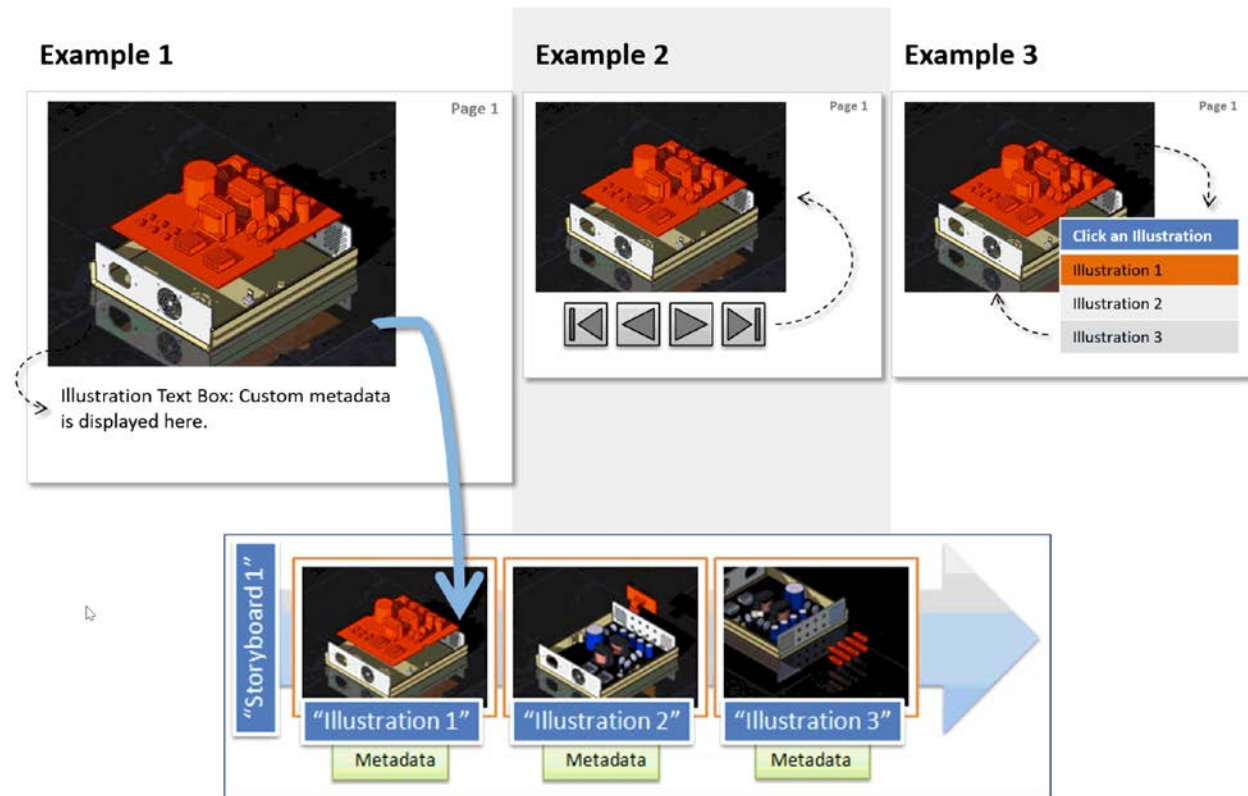 Example 1
Page 1
Illustration Text Box: Custom metadata
is displayed here.
Example 2
Page 1
Example 3
Page 1
Click an Illustration
Illustration 1
Illustration 2
Illustration 3
“Storyboard 1”
“Illustration 1”
Metadata
“Illustration 2”
Metadata
“Illustration 3”
Metadata